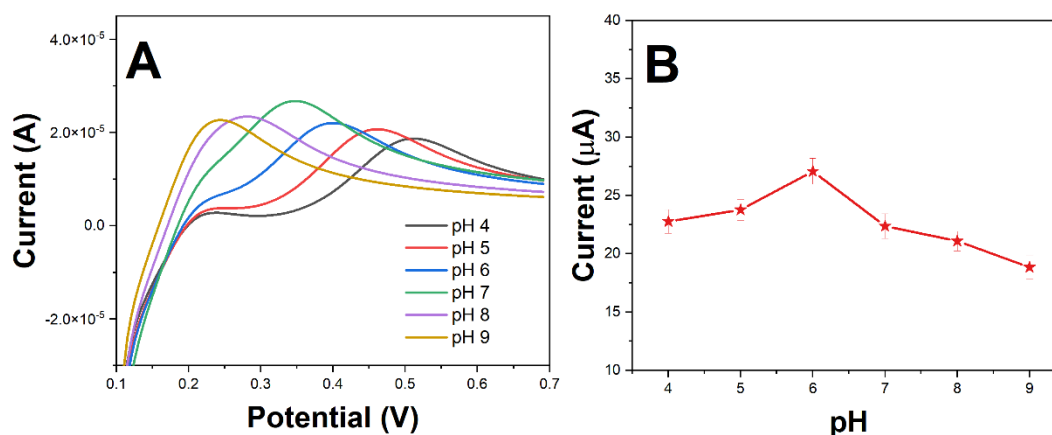 A
Current (A)
4.0×10⁻⁵
2.0×10⁻⁵
0.0
-2.0×10⁻⁵
pH 4
pH 5
pH 6
pH 7
pH 8
pH 9
0.1 0.2 0.3 0.4 0.5 0.6 0.7
Potential (V)
B
Current (μA)
40
35
30
25
20
15
10
4 5 6 7 8 9
pH